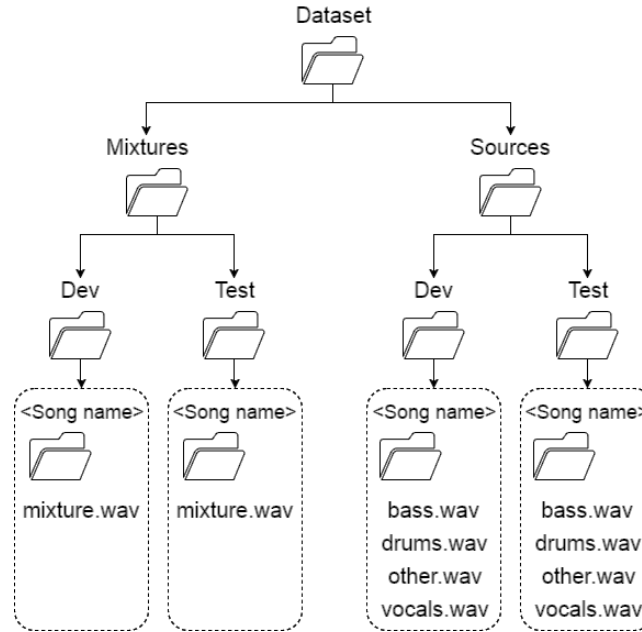 Dataset
Mixtures
Sources
Dev
Test
Dev
Test
<Song name>
mixture.wav
<Song name>
mixture.wav
<Song name>
bass.wav
drums.wav
other.wav
vocals.wav
<Song name>
bass.wav
drums.wav
other.wav
vocals.wav